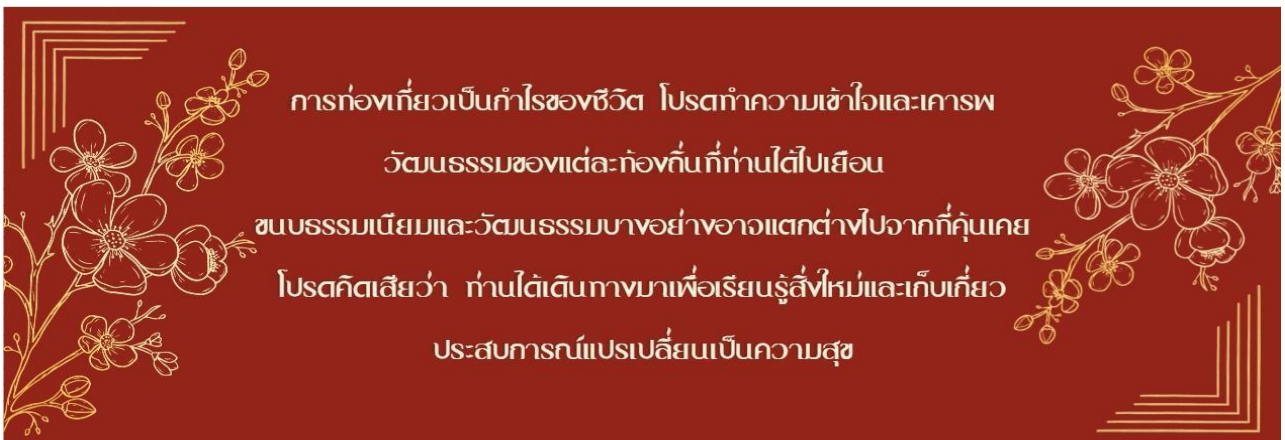 การท่องเที่ยวเป็นกำไรของชีวิต โปรดทำความเข้าใจและเคารพ
วัฒนธรรมของแต่ละท้องถิ่นที่ท่านได้ไปเยือน
ขนบธรรมเนียมและวัฒนธรรมบางอย่างอาจแตกต่างไปจากที่คุ้นเคย
โปรดคิดเสียว่า ท่านได้เดินทางมาเพื่อเรียนรู้สิ่งใหม่และเก็บเกี่ยว
ประสบการณ์แปรเปลี่ยนเป็นความสุข